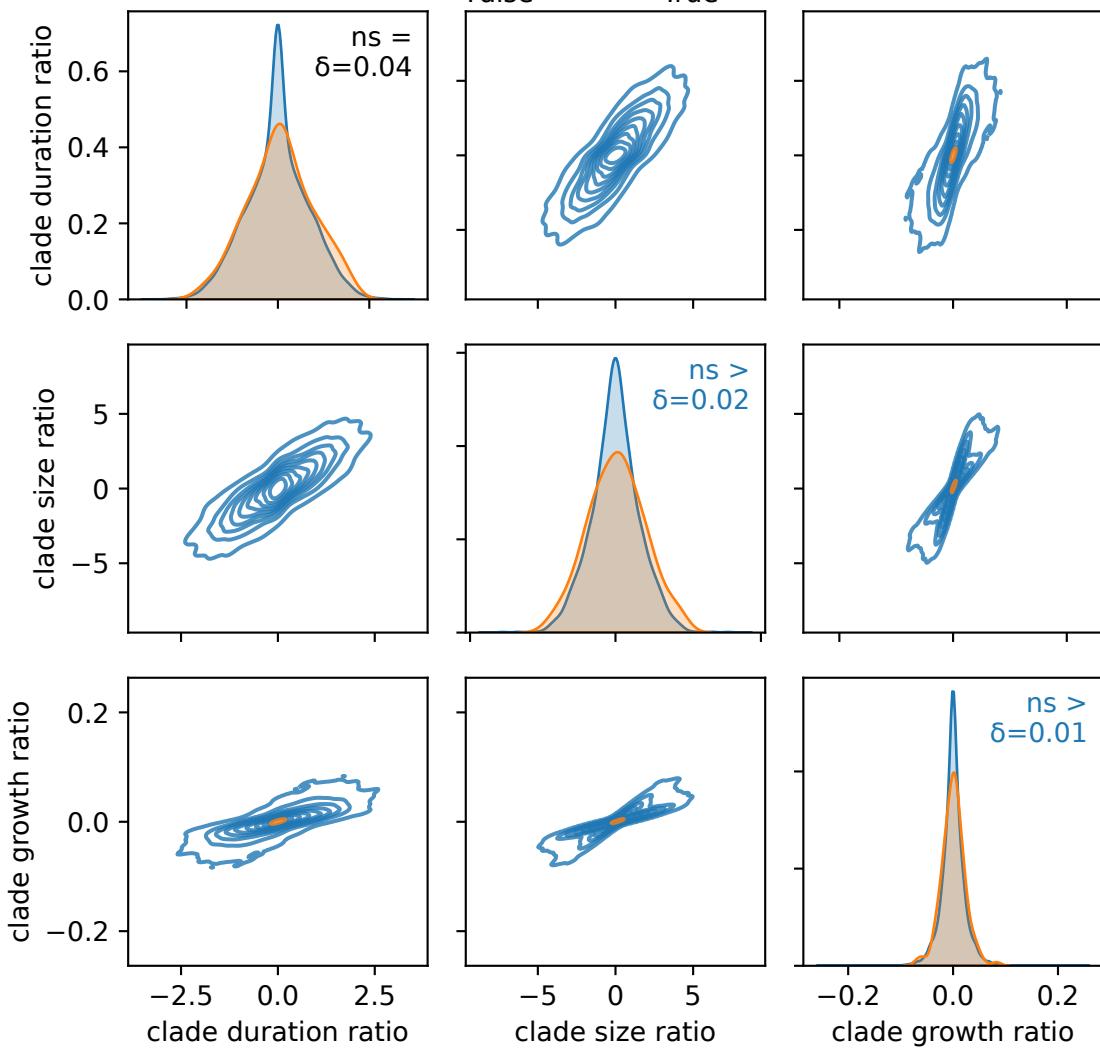 clade duration ratio
0.6
0.4
0.2
0.0
ns =
δ=0.04
clade size ratio
5
0
−5
ns >
δ=0.02
clade growth ratio
0.2
0.0
−0.2
ns >
δ=0.01
−2.5 0.0 2.5
−5 0 5
−0.2 0.0 0.2
clade duration ratio
clade size ratio
clade growth ratio